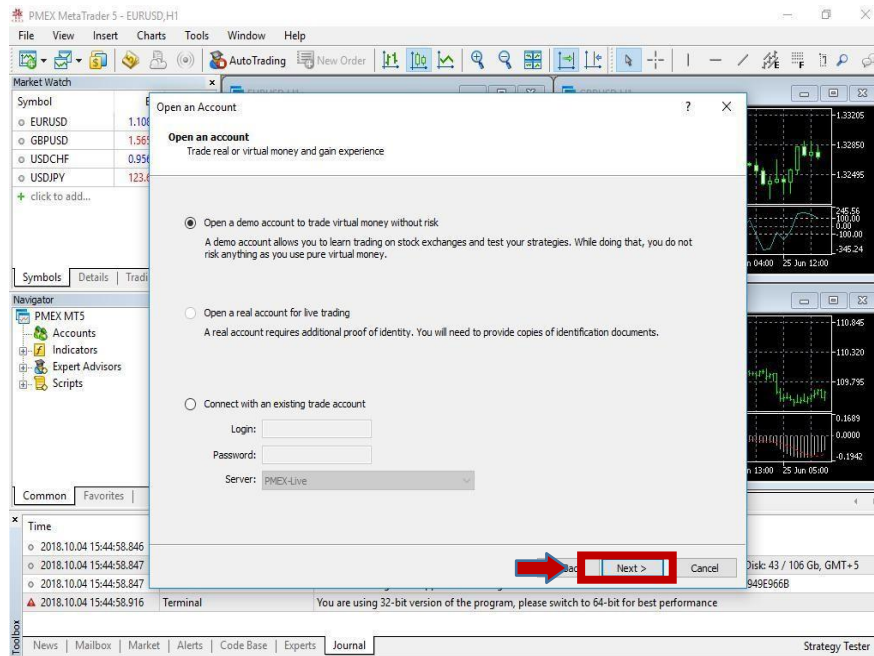 PMEX MetaTrader 5 - EURUSD,H1
File View Insert Charts Tools Window Help
AutoTrading New Order
Market Watch
Symbol
EURUSD 1.108
GBPUSD 1.565
USDCHF 0.956
USDJPY 123.6
+ click to add...
Symbols | Details | Tradi
Navigator
PMEX MT5
Accounts
Indicators
Expert Advisors
Scripts
Common | Favorites |
Open an Account ? X
Open an account
Trade real or virtual money and gain experience
Open a demo account to trade virtual money without risk
A demo account allows you to learn trading on stock exchanges and test your strategies. While doing that, you do not
risk anything as you use pure virtual money.
Open a real account for live trading
A real account requires additional proof of identity. You will need to provide copies of identification documents.
Connect with an existing trade account
Login:
Password:
Server: PMEX-Live
Next > Cancel
1.33205
1.32850
1.32495
245.56
100.00
0.00
-100.00
-345.24
04:00 25 Jun 12:00
110.845
110.320
109.795
0.1689
0.0000
-0.1942
13:00 25 Jun 05:00
Time
2018.10.04 15:44:58.846
2018.10.04 15:44:58.847 Disk: 43 / 106 Gb, GMT+5
2018.10.04 15:44:58.847 949E966B
2018.10.04 15:44:58.916 Terminal You are using 32-bit version of the program, please switch to 64-bit for best performance
Toolbox
News | Mailbox | Market | Alerts | Code Base | Experts | Journal Strategy Tester